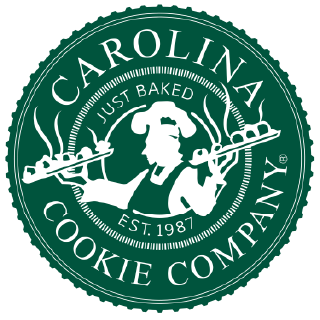 CAROLINA
JUST BAKED
EST. 1987
COOKIE COMPANY®